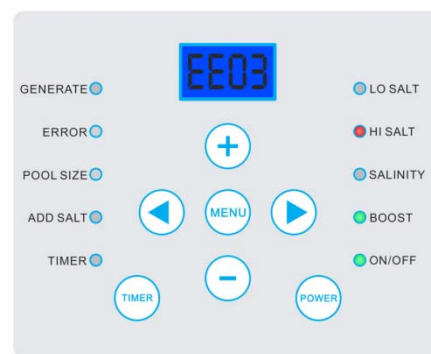 EE03
GENERATE
LO SALT
ERROR
HI SALT
+
POOL SIZE
SALINITY
MENU
ADD SALT
BOOST
TIMER
ON/OFF
−
TIMER
POWER